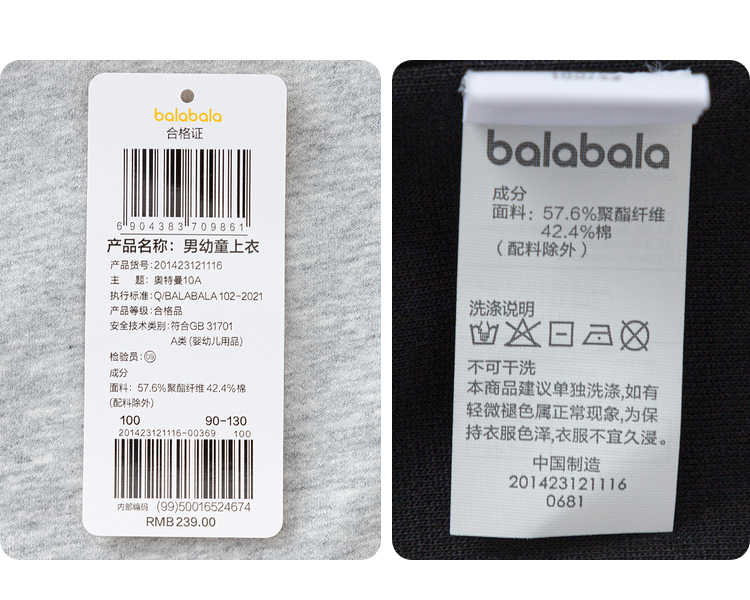 balabala
合格证
6904383709861
产品名称：男幼童上衣
产品货号:201423121116
主　题：奥特曼10A
执行标准：Q/BALABALA 102-2021
产品等级：合格品
安全技术类别:符合GB 31701
A类 (婴幼儿用品)
检验员:09
成分
面料：57.6%聚酯纤维 42.4%棉
(配料除外)
100 90-130
201423121116-00369 100
内部编码 (99)50016524674
RMB 239.00
balabala
成分
面料：57.6%聚酯纤维
42.4%棉
（配料除外）
洗涤说明
不可干洗
本商品建议单独洗涤,如有
轻微褪色属正常现象,为保
持衣服色泽,衣服不宜久浸。
中国制造
201423121116
0681